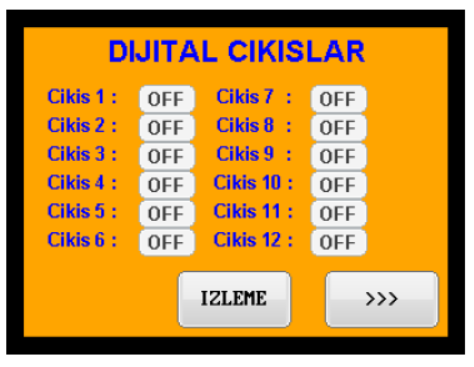 DIJITAL CIKISLAR
Cikis 1 : OFF Cikis 7 : OFF
Cikis 2 : OFF Cikis 8 : OFF
Cikis 3 : OFF Cikis 9 : OFF
Cikis 4 : OFF Cikis 10 : OFF
Cikis 5 : OFF Cikis 11 : OFF
Cikis 6 : OFF Cikis 12 : OFF
IZLEME >>>